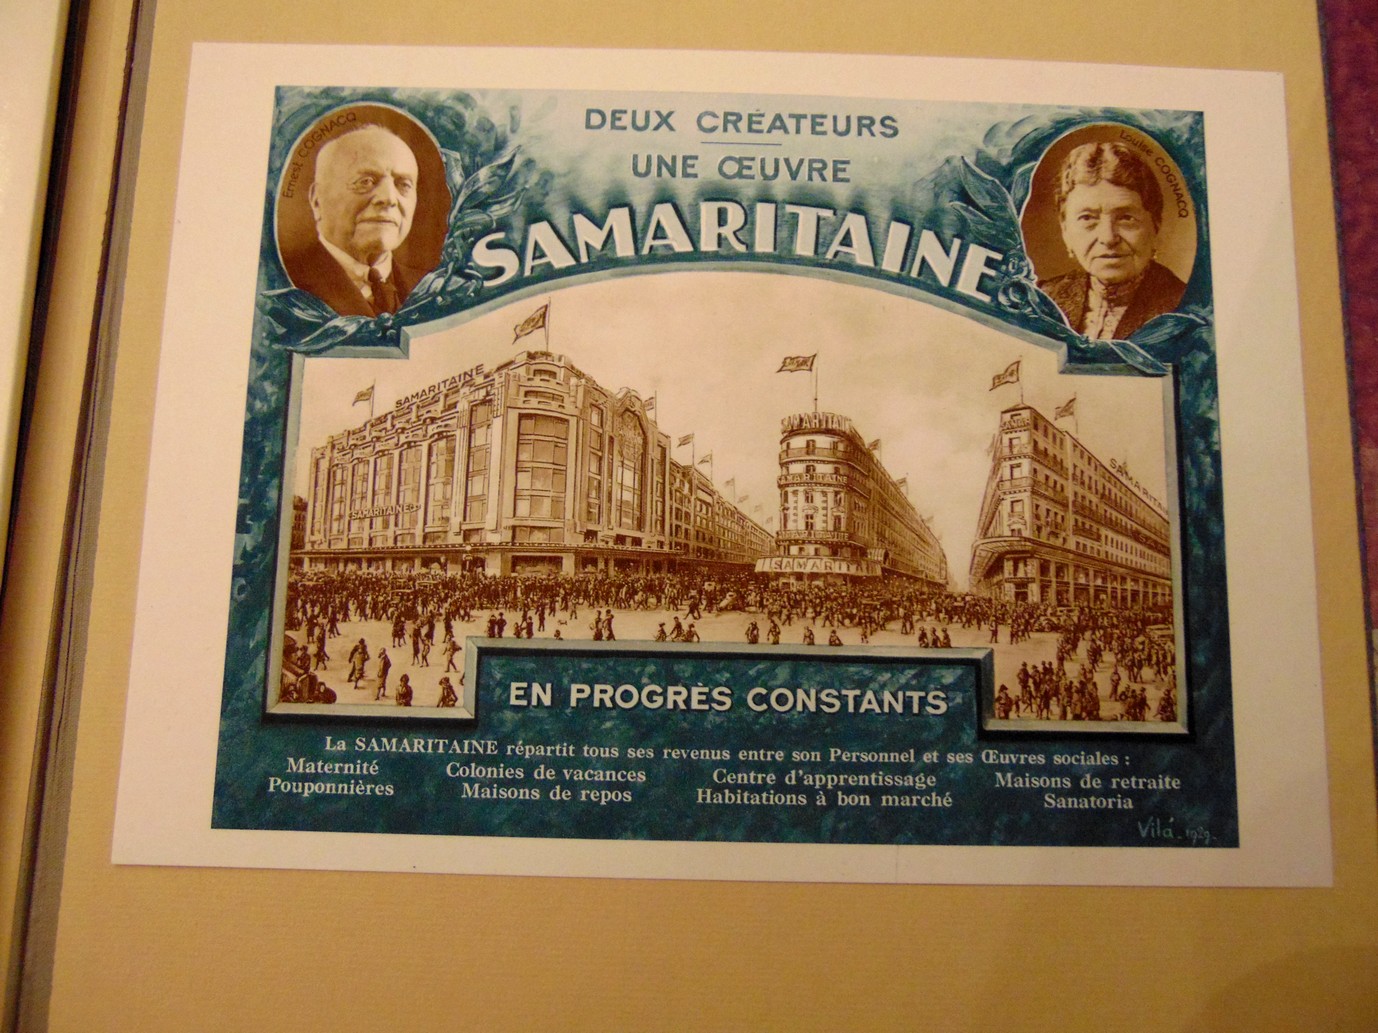 DEUX CRÉATEURS
UNE ŒUVRE
SAMARITAINE
Ernest COGNACQ
Louise COGNACQ
SAMARITAINE
SAMARITAINE
SAMARITAINE
SAMARIT
EN PROGRÈS CONSTANTS
La SAMARITAINE répartit tous ses revenus entre son Personnel et ses Œuvres sociales :
Maternité Colonies de vacances Centre d'apprentissage Maisons de retraite
Pouponnières Maisons de repos Habitations à bon marché Sanatoria
Vilá - 1929 -